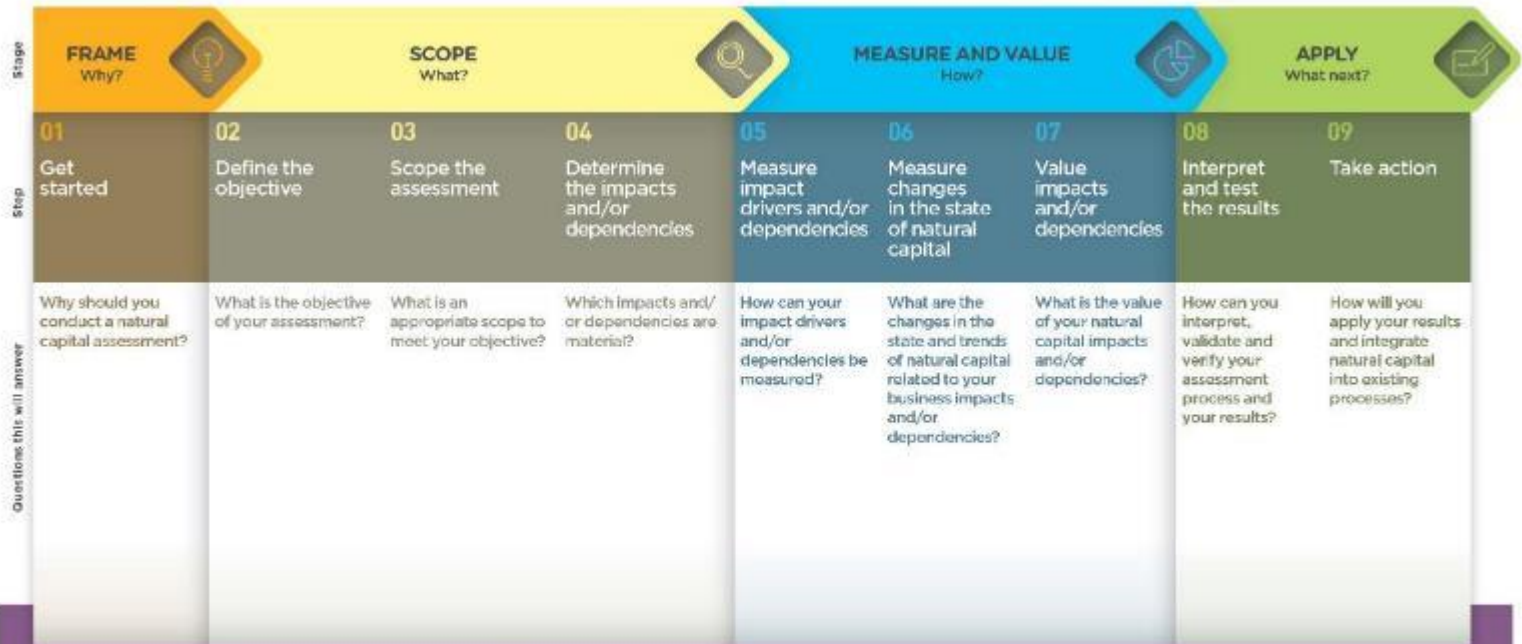 Stage
FRAME
Why?
SCOPE
What?
MEASURE AND VALUE
How?
APPLY
What next?
Step
01
Get
started
02
Define the
objective
03
Scope the
assessment
04
Determine
the impacts
and/or
dependencies
05
Measure
impact
drivers and/or
dependencies
06
Measure
changes
in the state
of natural
capital
07
Value
impacts
and/or
dependencies
08
Interpret
and test
the results
09
Take action
Questions this will answer
Why should you
conduct a natural
capital assessment?
What is the objective
of your assessment?
What is an
appropriate scope to
meet your objective?
Which impacts and/
or dependencies are
material?
How can your
impact drivers
and/or
dependencies be
measured?
What are the
changes in the
state and trends
of natural capital
related to your
business impacts
and/or
dependencies?
What is the value
of your natural
capital impacts
and/or
dependencies?
How can you
interpret,
validate and
verify your
assessment
process and
your results?
How will you
apply your results
and integrate
natural capital
into existing
processes?